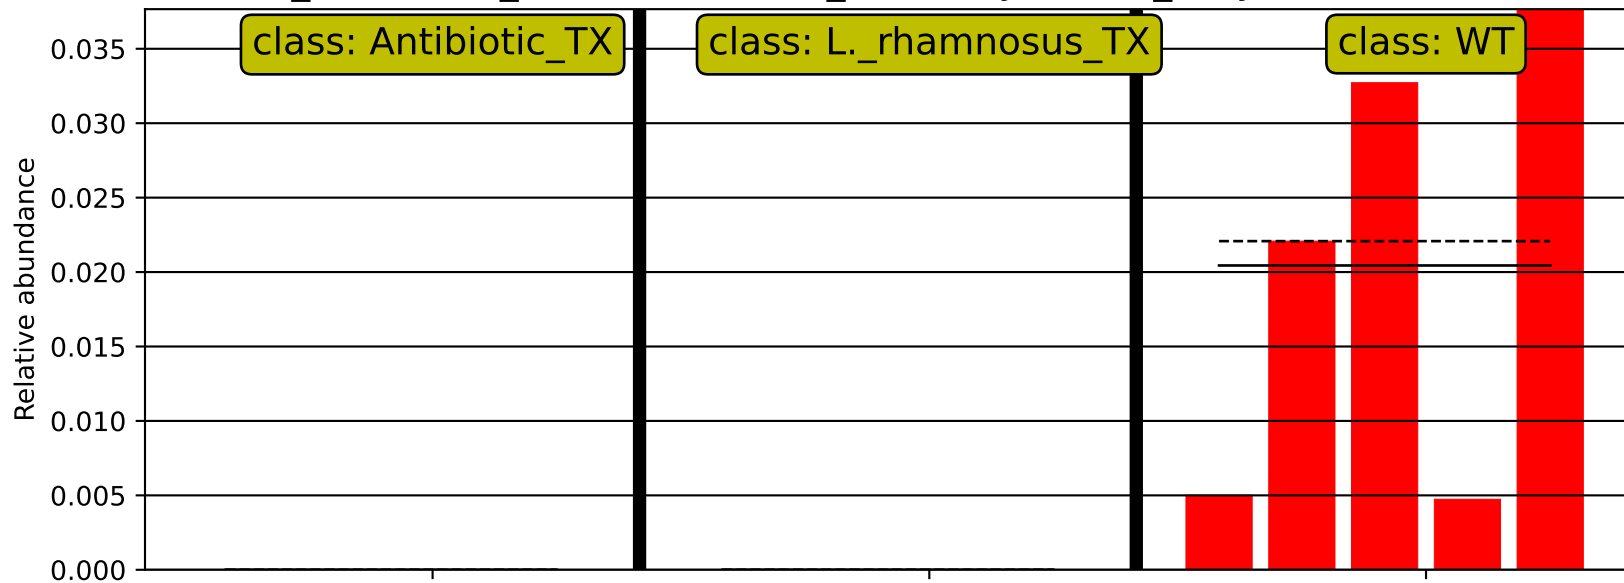 class: Antibiotic_TX
class: L._rhamnosus_TX
class: WT
0.035
0.030
0.025
0.020
0.015
0.010
0.005
0.000
Relative abundance